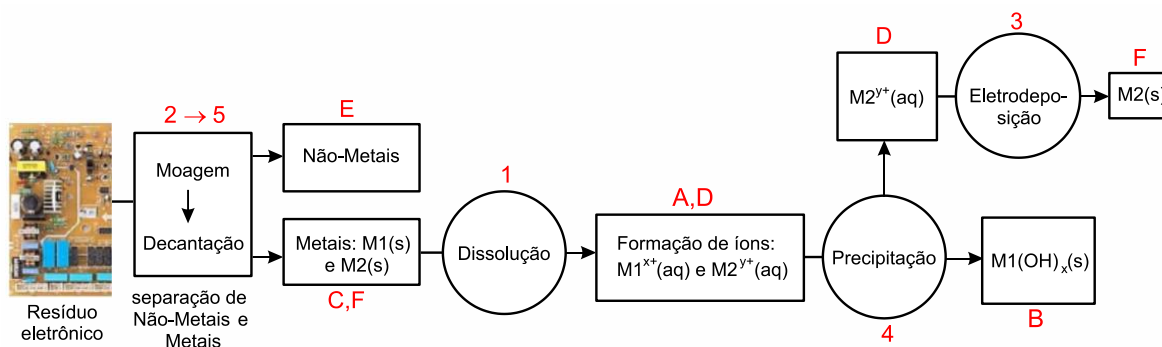 2 → 5
Moagem
Decantação
Resíduo
eletrônico
separação de
Não-Metais e
Metais
E
Não-Metais
Metais: M1(s)
e M2(s)
C,F
1
Dissolução
A,D
Formação de íons:
M1ˣ⁺(aq) e M2ʸ⁺(aq)
Precipitação
4
D
M2ʸ⁺(aq)
3
Eletrodepo-
sição
F
M2(s)
M1(OH)ₓ(s)
B